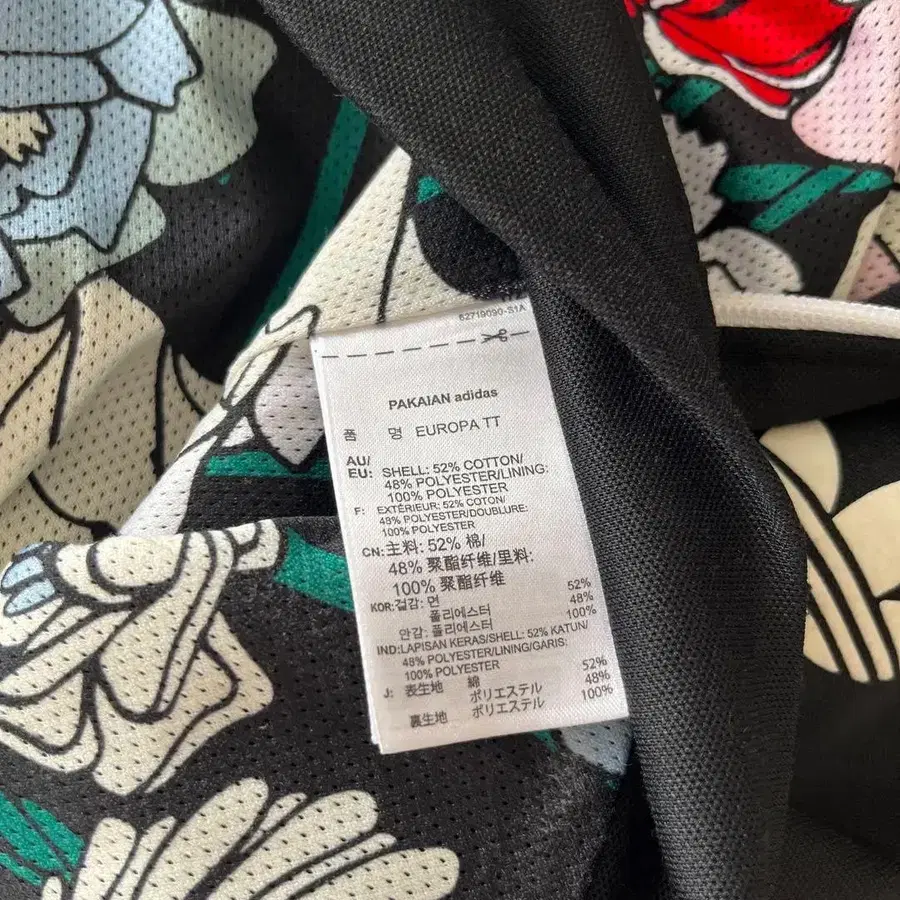 62719090-S1A
PAKAIAN adidas
품 명 EUROPA TT
AU/
EU: SHELL: 52% COTTON/
48% POLYESTER/LINING:
100% POLYESTER
F: EXTÉRIEUR: 52% COTON/
48% POLYESTER/DOUBLURE:
100% POLYESTER
CN: 主料: 52% 棉/
48% 聚酯纤维/里料:
100% 聚酯纤维
KOR: 겉감: 면 52%
폴리에스터 48%
안감: 폴리에스터 100%
IND: LAPISAN KERAS/SHELL: 52% KATUN/
48% POLYESTER/LINING/GARIS:
100% POLYESTER
J: 表生地 綿 52%
ポリエステル 48%
裏生地 ポリエステル 100%